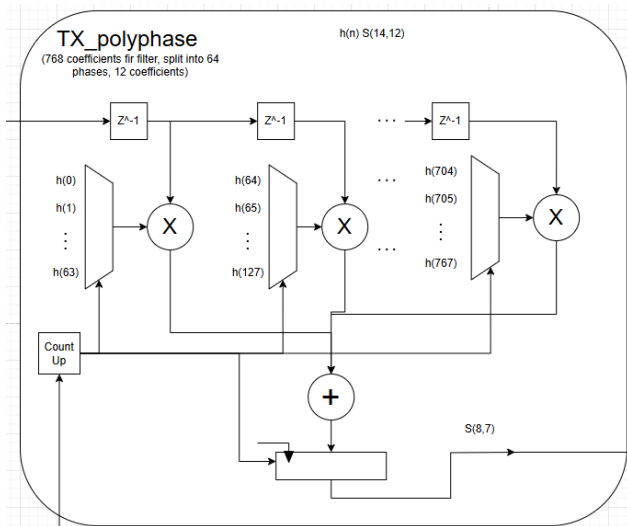 TX_polyphase
(768 coefficients fir filter, split into 64
phases, 12 coefficients)
h(n) S(14,12)
Z^-1
Z^-1
...
Z^-1
h(0)
h(1)
⋮
h(63)
X
h(64)
h(65)
⋮
h(127)
X
...
...
h(704)
h(705)
⋮
h(767)
X
Count
Up
+
S(8,7)